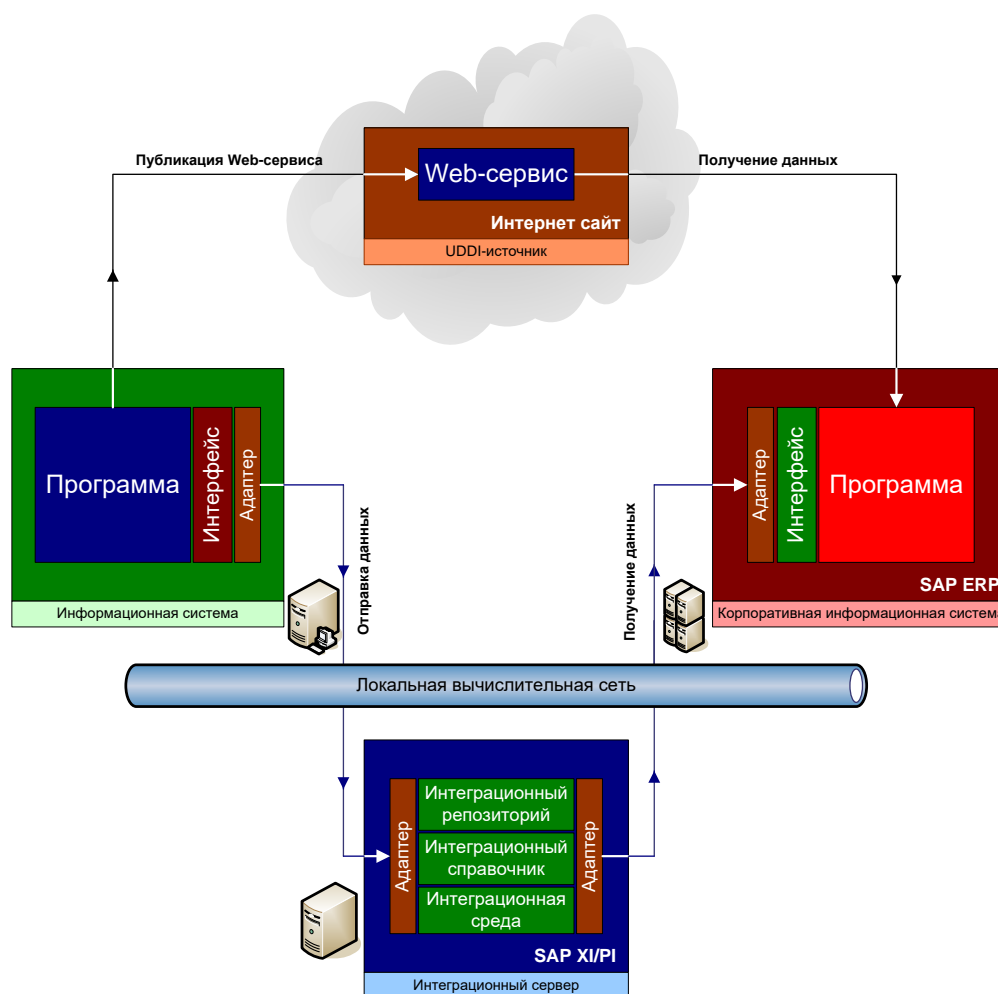 Публикация Web-сервиса
Получение данных
Web-сервис
Интернет сайт
UDDI-источник
Программа
Интерфейс
Адаптер
Информационная система
Отправка данных
Получение данных
Адаптер
Интерфейс
Программа
SAP ERP
Корпоративная информационная система
Локальная вычислительная сеть
Адаптер
Интеграционный
репозиторий
Интеграционный
справочник
Интеграционная
среда
Адаптер
SAP XI/PI
Интеграционный сервер